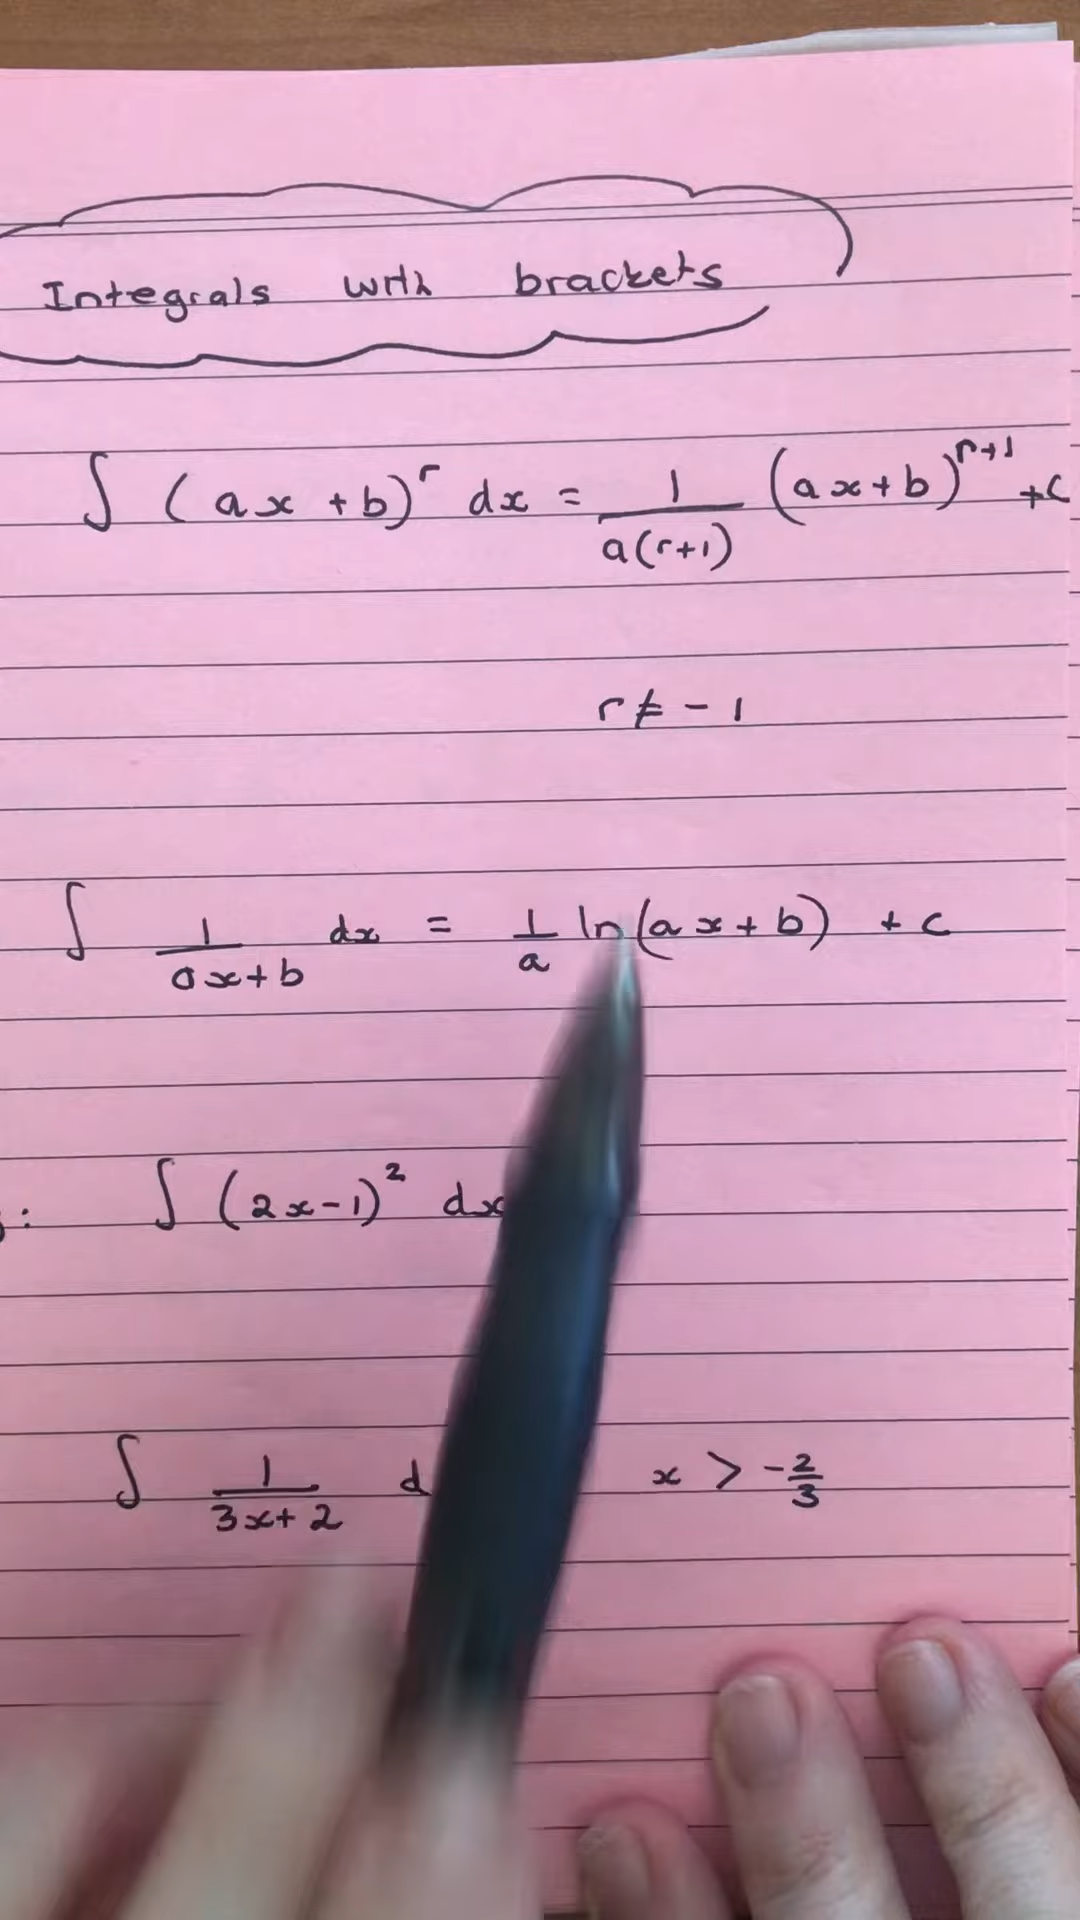 Integrals with brackets
∫ (ax + b)^r dx = 1/a(r+1) (ax+b)^r+1 + c
r ≠ -1
∫ 1/ax+b dx = 1/a ln(ax+b) + c
: ∫ (2x-1)^2 dx
∫ 1/3x+2 d x > -2/3